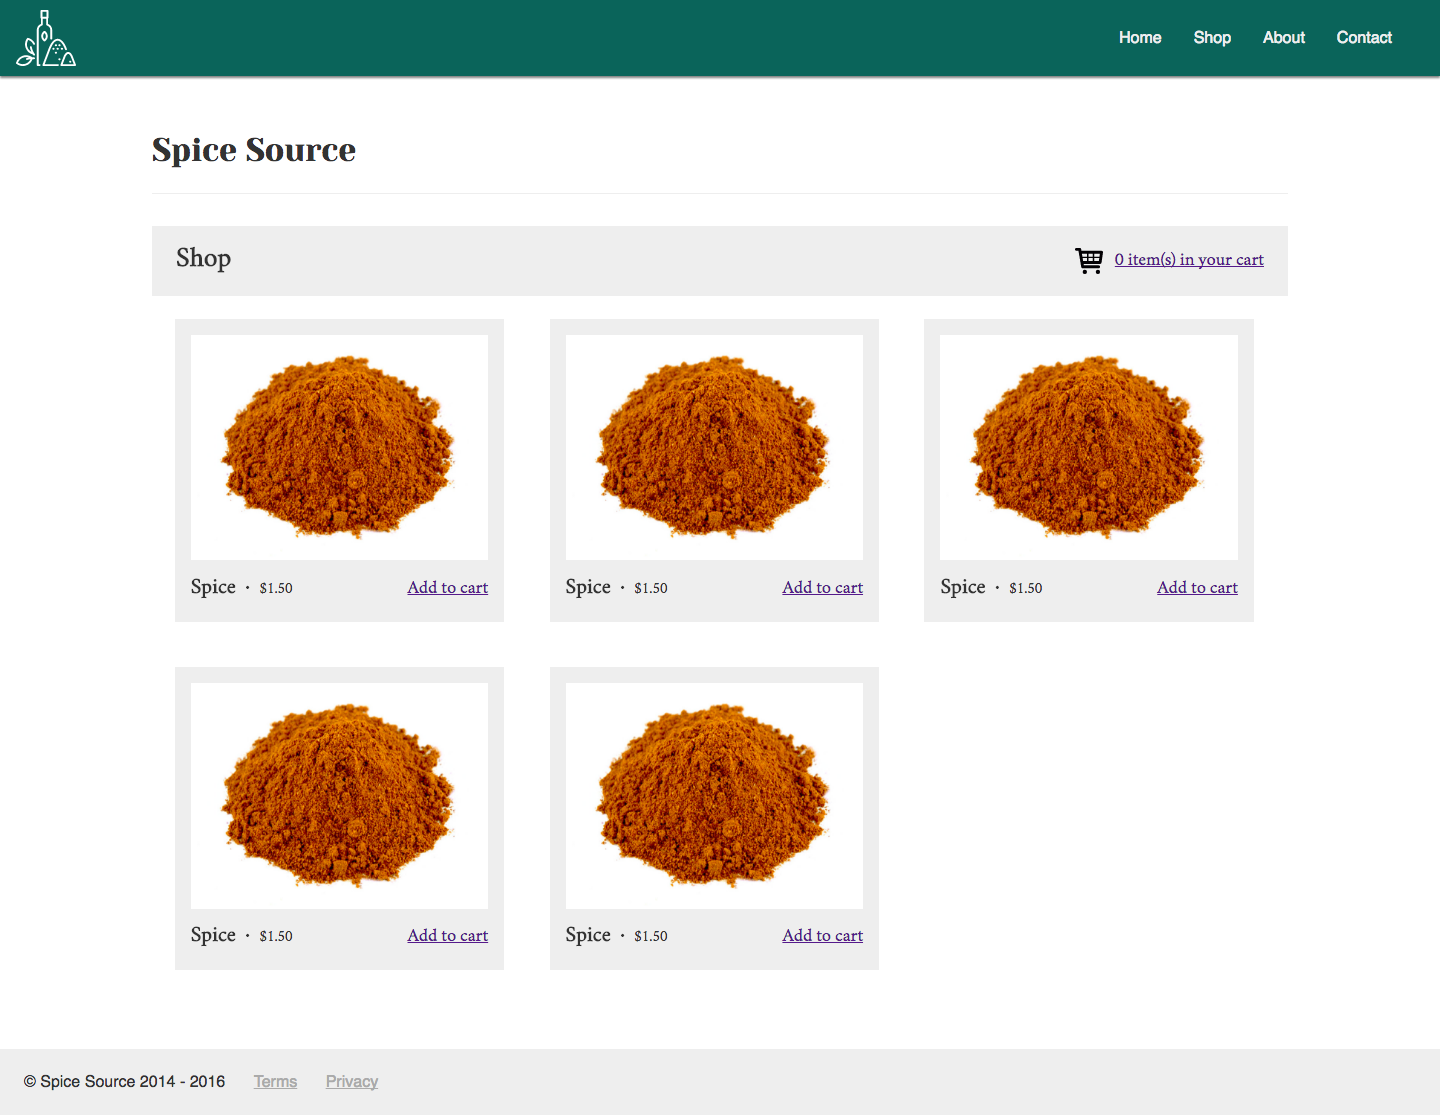 Home Shop About Contact
Spice Source
Shop
0 item(s) in your cart
Spice · $1.50 Add to cart
Spice · $1.50 Add to cart
Spice · $1.50 Add to cart
Spice · $1.50 Add to cart
Spice · $1.50 Add to cart
© Spice Source 2014 - 2016 Terms Privacy